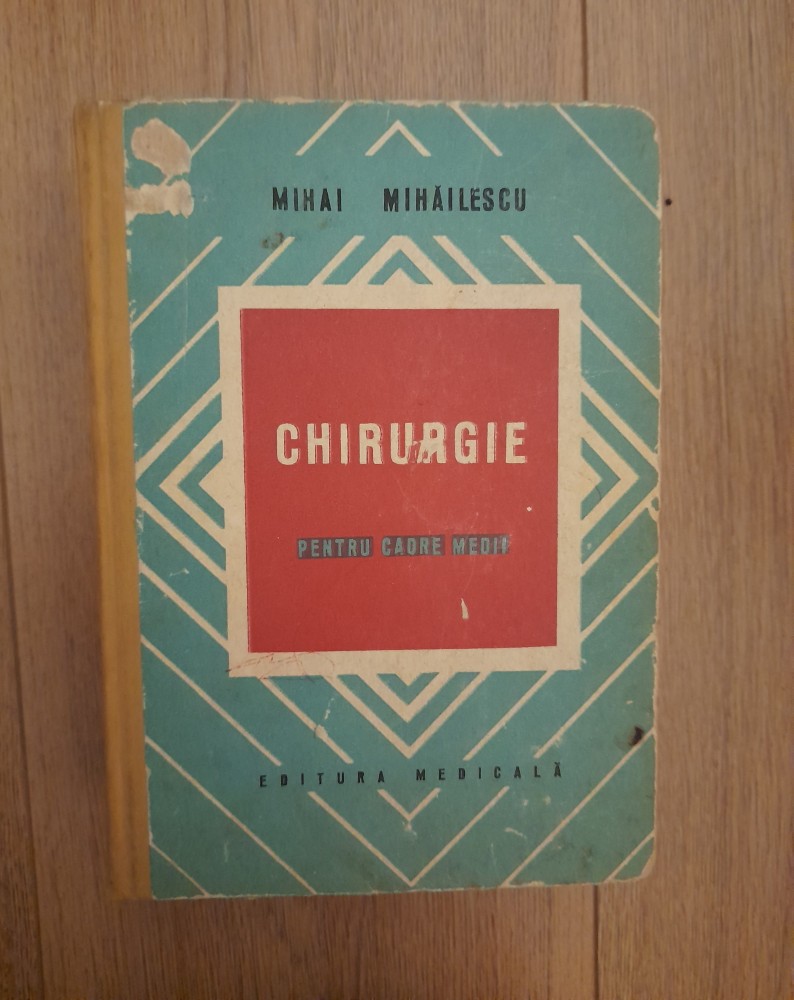 MIHAI MIHĂILESCU
CHIRURGIE
PENTRU CADRE MEDII
EDITURA MEDICALĂ